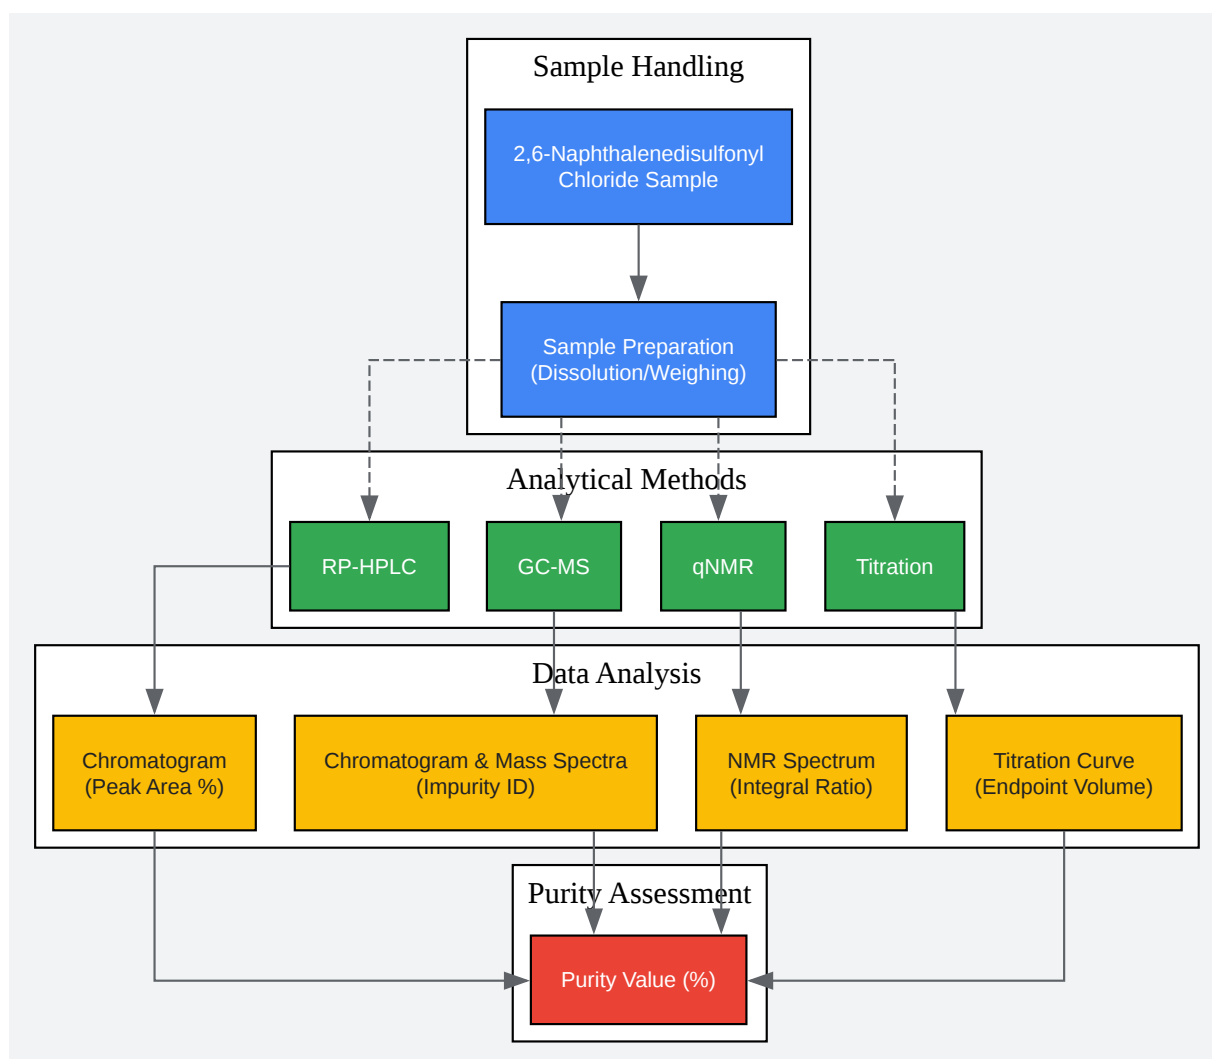 Sample Handling
2,6-Naphthalenedisulfonyl
Chloride Sample
Sample Preparation
(Dissolution/Weighing)
Analytical Methods
RP-HPLC
GC-MS
qNMR
Titration
Data Analysis
Chromatogram
(Peak Area %)
Chromatogram & Mass Spectra
(Impurity ID)
NMR Spectrum
(Integral Ratio)
Titration Curve
(Endpoint Volume)
Purity Assessment
Purity Value (%)